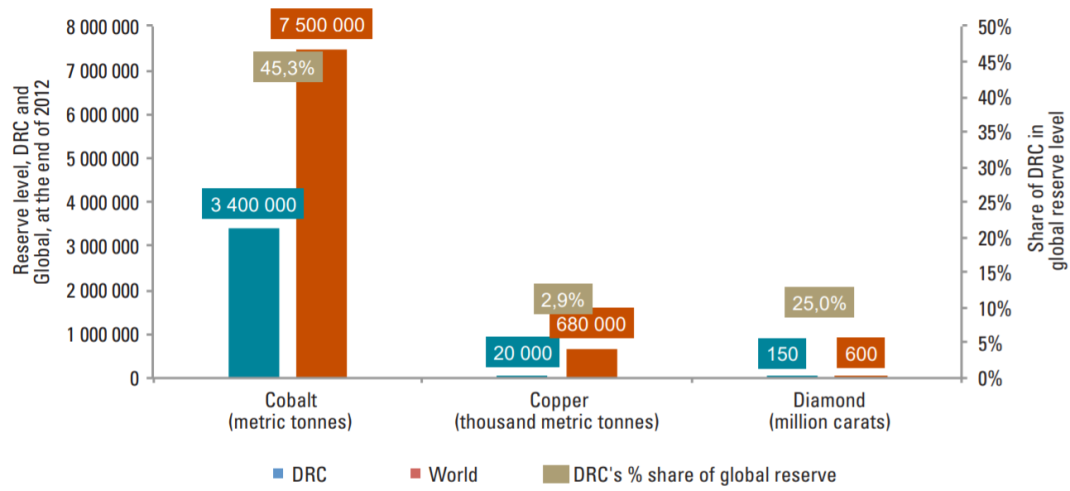 Reserve level, DRC and
Global, at the end of 2012
8 000 000
7 000 000
6 000 000
5 000 000
4 000 000
3 000 000
2 000 000
1 000 000
0
7 500 000
45,3%
3 400 000
2,9%
680 000
20 000
25,0%
150
600
50%
45%
40%
35%
30%
25%
20%
15%
10%
5%
0%
Share of DRC in
global reserve level
Cobalt
(metric tonnes)
Copper
(thousand metric tonnes)
Diamond
(million carats)
DRC
World
DRC's % share of global reserve